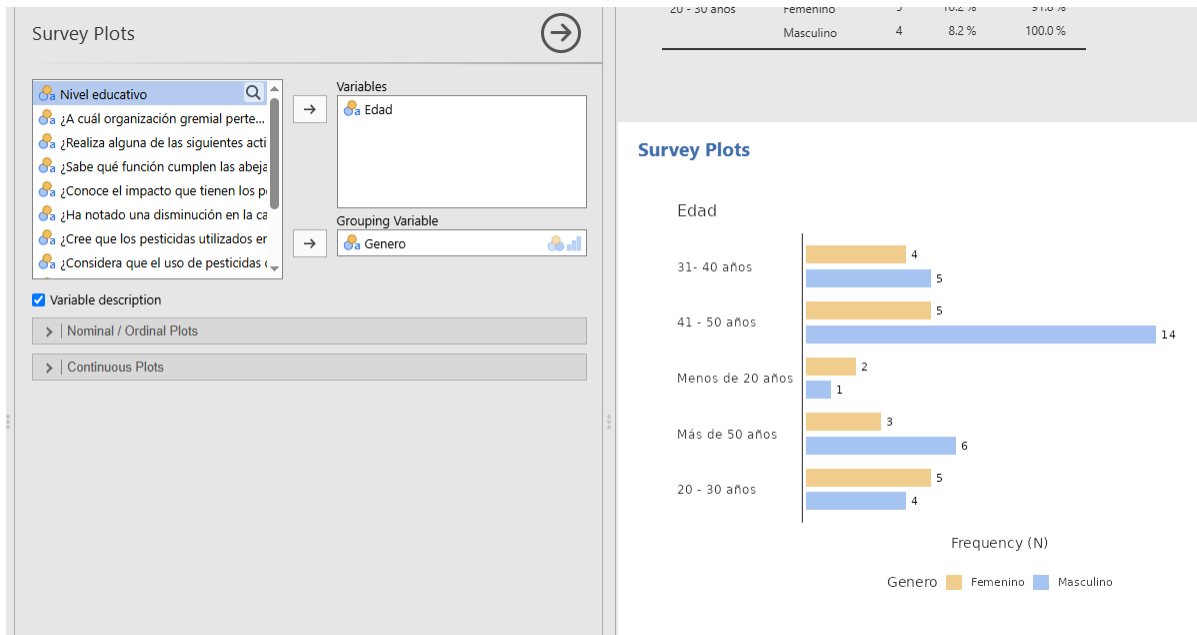 Survey Plots
Nivel educativo
¿A cuál organización gremial perte...
¿Realiza alguna de las siguientes acti
¿Sabe qué función cumplen las abeja
¿Conoce el impacto que tienen los p
¿Ha notado una disminución en la ca
¿Cree que los pesticidas utilizados er
¿Considera que el uso de pesticidas
Variables
Edad
Grouping Variable
Genero
Variable description
Nominal / Ordinal Plots
Continuous Plots
20 - 30 años Femenino 5 10.2 % 91.8 %
Masculino 4 8.2 % 100.0 %
Survey Plots
Edad
31- 40 años
4
5
41 - 50 años
5
14
Menos de 20 años
2
1
Más de 50 años
3
6
20 - 30 años
5
4
Frequency (N)
Genero Femenino Masculino